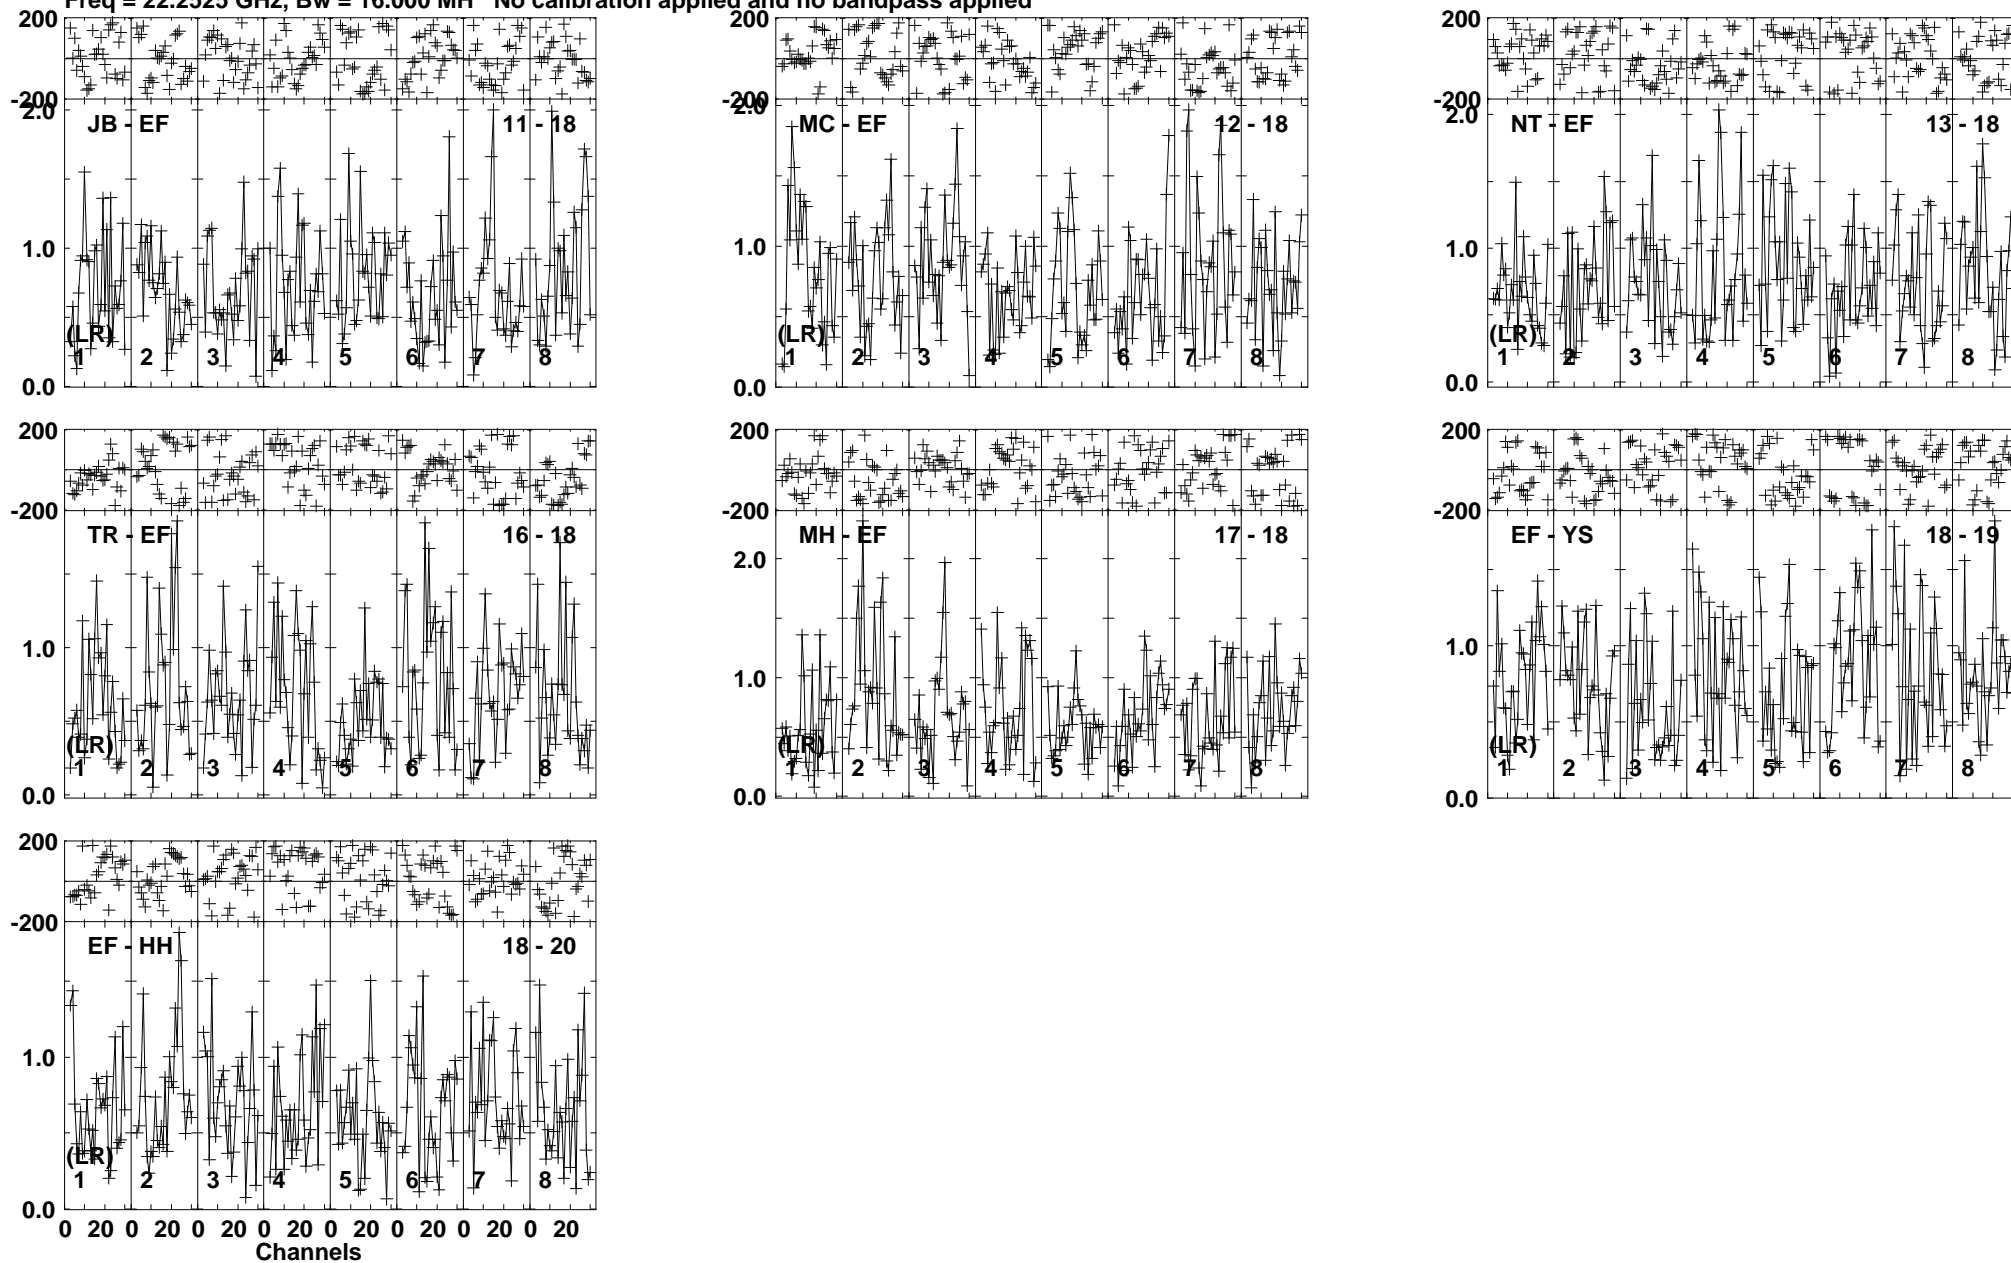 Freq = 22.2525 GHz, Bw = 16.000 MH No calibration applied and no bandpass applied
200
-200
2.0
1.0
0.0
JB - EF
11 - 18
(LR)
1 2 3 4 5 6 7 8
200
-200
2.0
1.0
0.0
MC - EF
12 - 18
(LR)
1 2 3 4 5 6 7 8
200
-200
2.0
1.0
0.0
NT - EF
13 - 18
(LR)
1 2 3 4 5 6 7 8
200
-200
1.0
0.0
TR - EF
16 - 18
(LR)
1 2 3 4 5 6 7 8
200
-200
2.0
1.0
0.0
MH - EF
17 - 18
(LR)
1 2 3 4 5 6 7 8
200
-200
1.0
0.0
EF - YS
18 - 19
(LR)
1 2 3 4 5 6 7 8
200
-200
1.0
0.0
EF - HH
18 - 20
(LR)
1 2 3 4 5 6 7 8
0 20 0 20 0 20 0 20 0 20 0 20 0 20 0 20
Channels